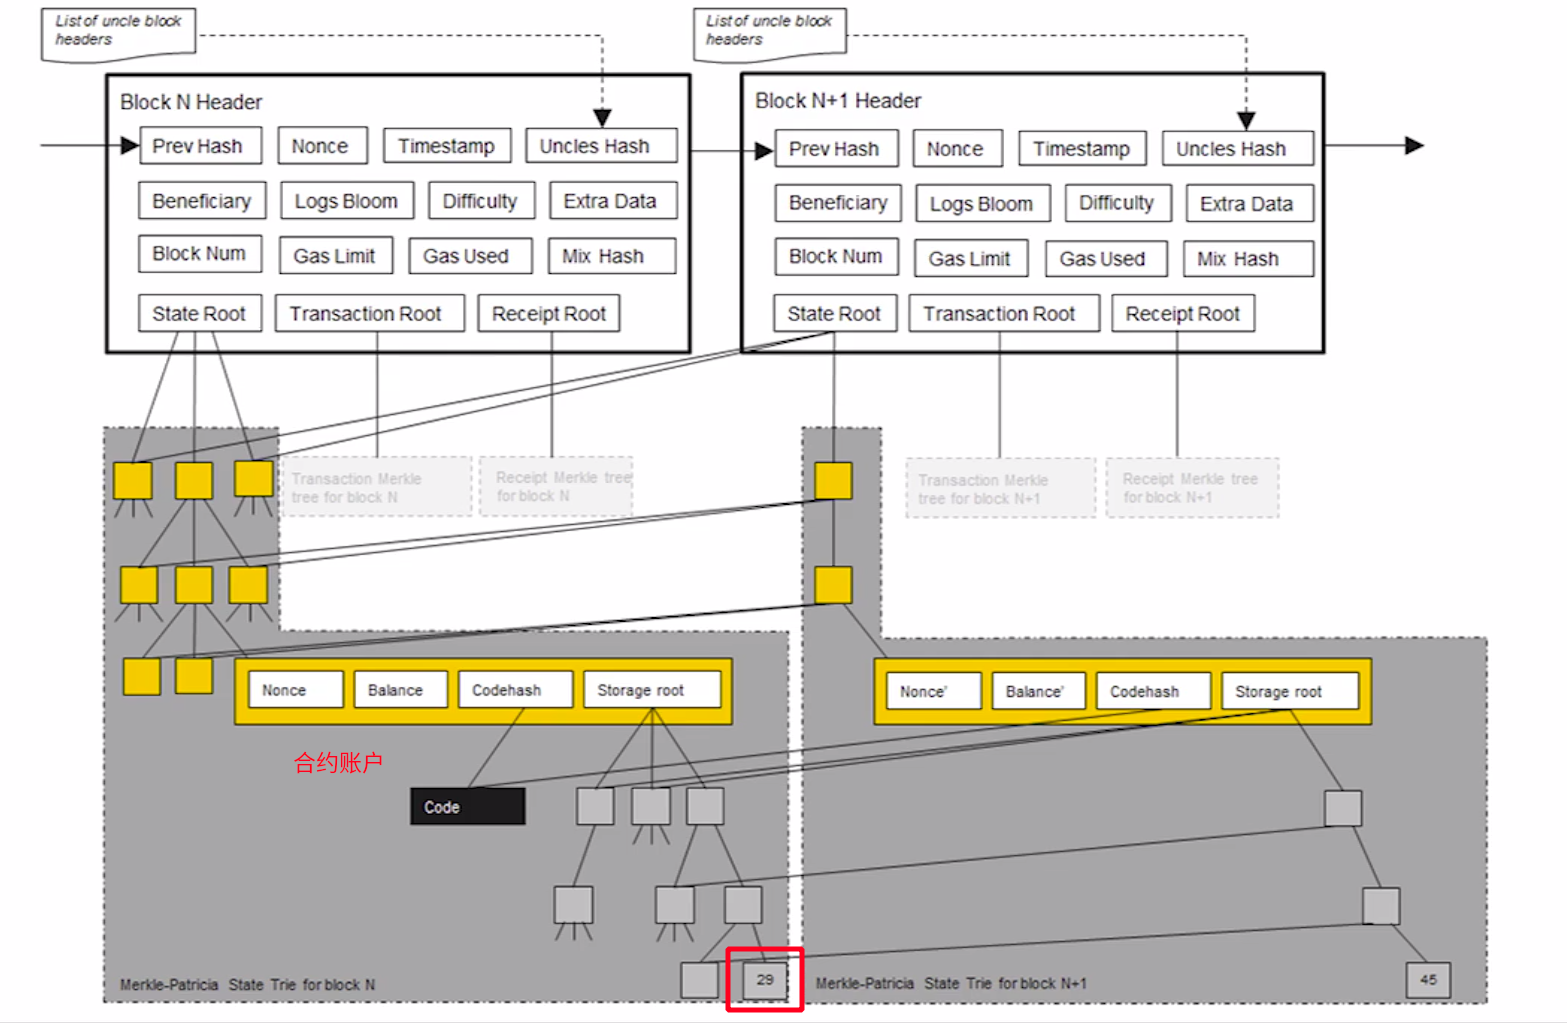 List of uncle block
headers
List of uncle block
headers
Block N Header
Prev Hash
Nonce
Timestamp
Uncles Hash
Beneficiary
Logs Bloom
Difficulty
Extra Data
Block Num
Gas Limit
Gas Used
Mix Hash
State Root
Transaction Root
Receipt Root
Block N+1 Header
Prev Hash
Nonce
Timestamp
Uncles Hash
Beneficiary
Logs Bloom
Difficulty
Extra Data
Block Num
Gas Limit
Gas Used
Mix Hash
State Root
Transaction Root
Receipt Root
Transaction Merkle
tree for block N
Receipt Merkle tree
for block N
Transaction Merkle
tree for block N+1
Receipt Merkle tree
for block N+1
Nonce
Balance
Codehash
Storage root
Nonce'
Balance'
Codehash
Storage root
合约账户
Code
29
45
Merkle-Patricia State Trie for block N
Merkle-Patricia State Trie for block N+1